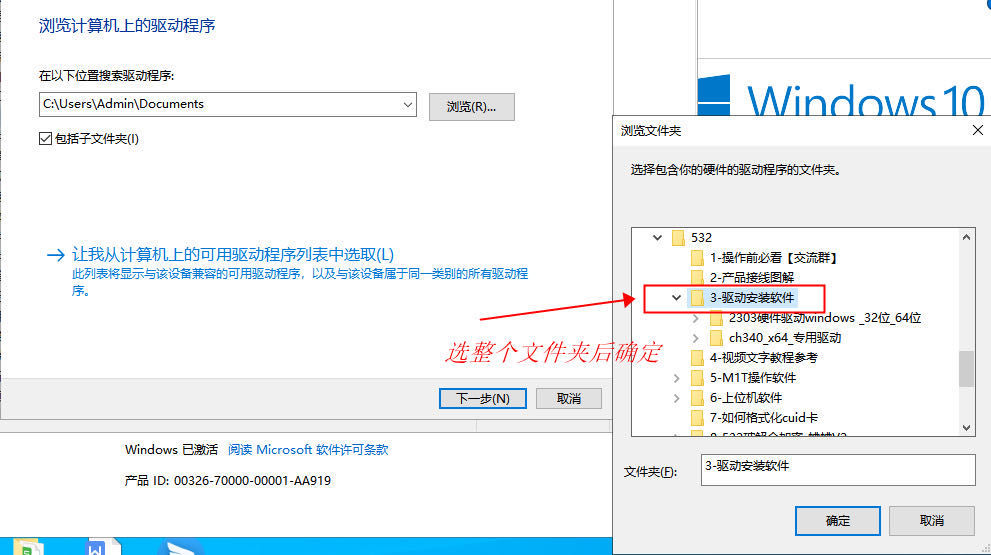 浏览计算机上的驱动程序
在以下位置搜索驱动程序:
C:\Users\Admin\Documents
浏览(R)...
包括子文件夹(I)
让我从计算机上的可用驱动程序列表中选取(L)
此列表将显示与该设备兼容的可用驱动程序，以及与该设备属于同一类别的所有驱动程
序。
下一步(N)
取消
Windows 已激活 阅读 Microsoft 软件许可条款
产品 ID: 00326-70000-00001-AA919
Windows 10
浏览文件夹
选择包含你的硬件的驱动程序的文件夹。
532
1-操作前必看【交流群】
2-产品接线图解
3-驱动安装软件
2303硬件驱动windows _32位_64位
ch340_x64_专用驱动
4-视频文字教程参考
5-M1T操作软件
6-上位机软件
7-如何格式化cuid卡
选整个文件夹后确定
文件夹(F):
3-驱动安装软件
确定
取消